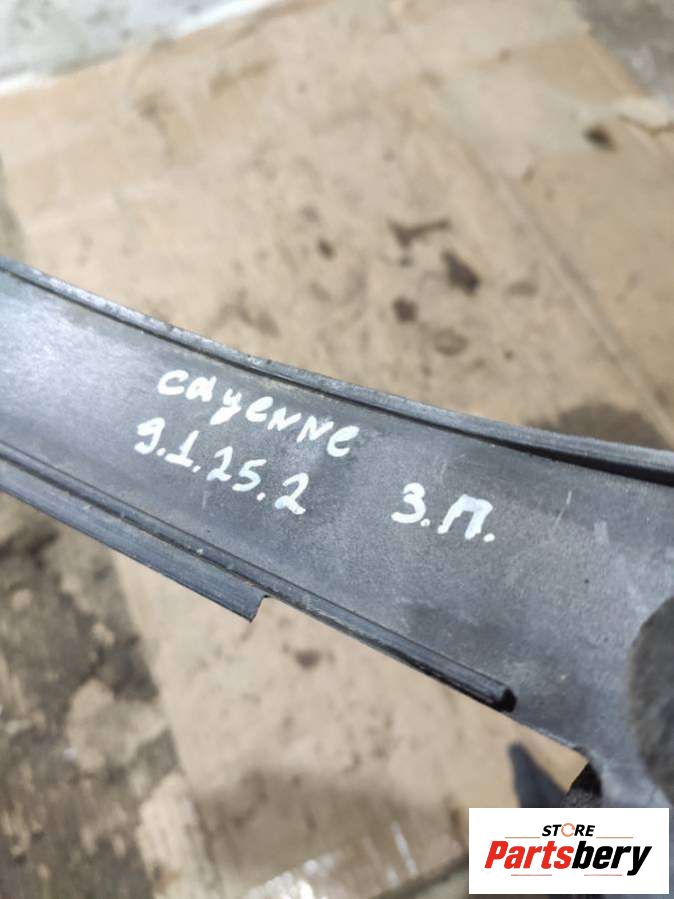 cayenne
9.1.25.2 З.П.
STORE
Partsbery